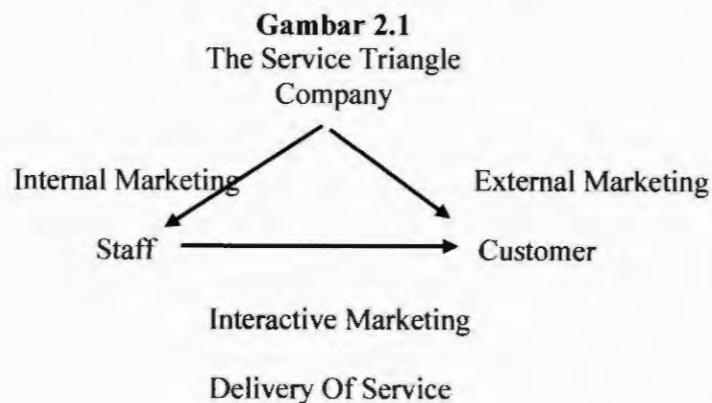 Gambar 2.1
The Service Triangle
Company
Internal Marketing
External Marketing
Staff
Customer
Interactive Marketing
Delivery Of Service